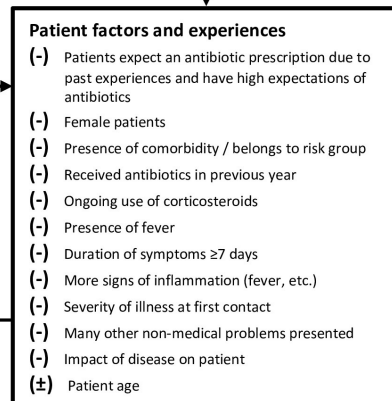 Patient factors and experiences
(-) Patients expect an antibiotic prescription due to
past experiences and have high expectations of
antibiotics
(-) Female patients
(-) Presence of comorbidity / belongs to risk group
(-) Received antibiotics in previous year
(-) Ongoing use of corticosteroids
(-) Presence of fever
(-) Duration of symptoms ≥7 days
(-) More signs of inflammation (fever, etc.)
(-) Severity of illness at first contact
(-) Many other non-medical problems presented
(-) Impact of disease on patient
(±) Patient age